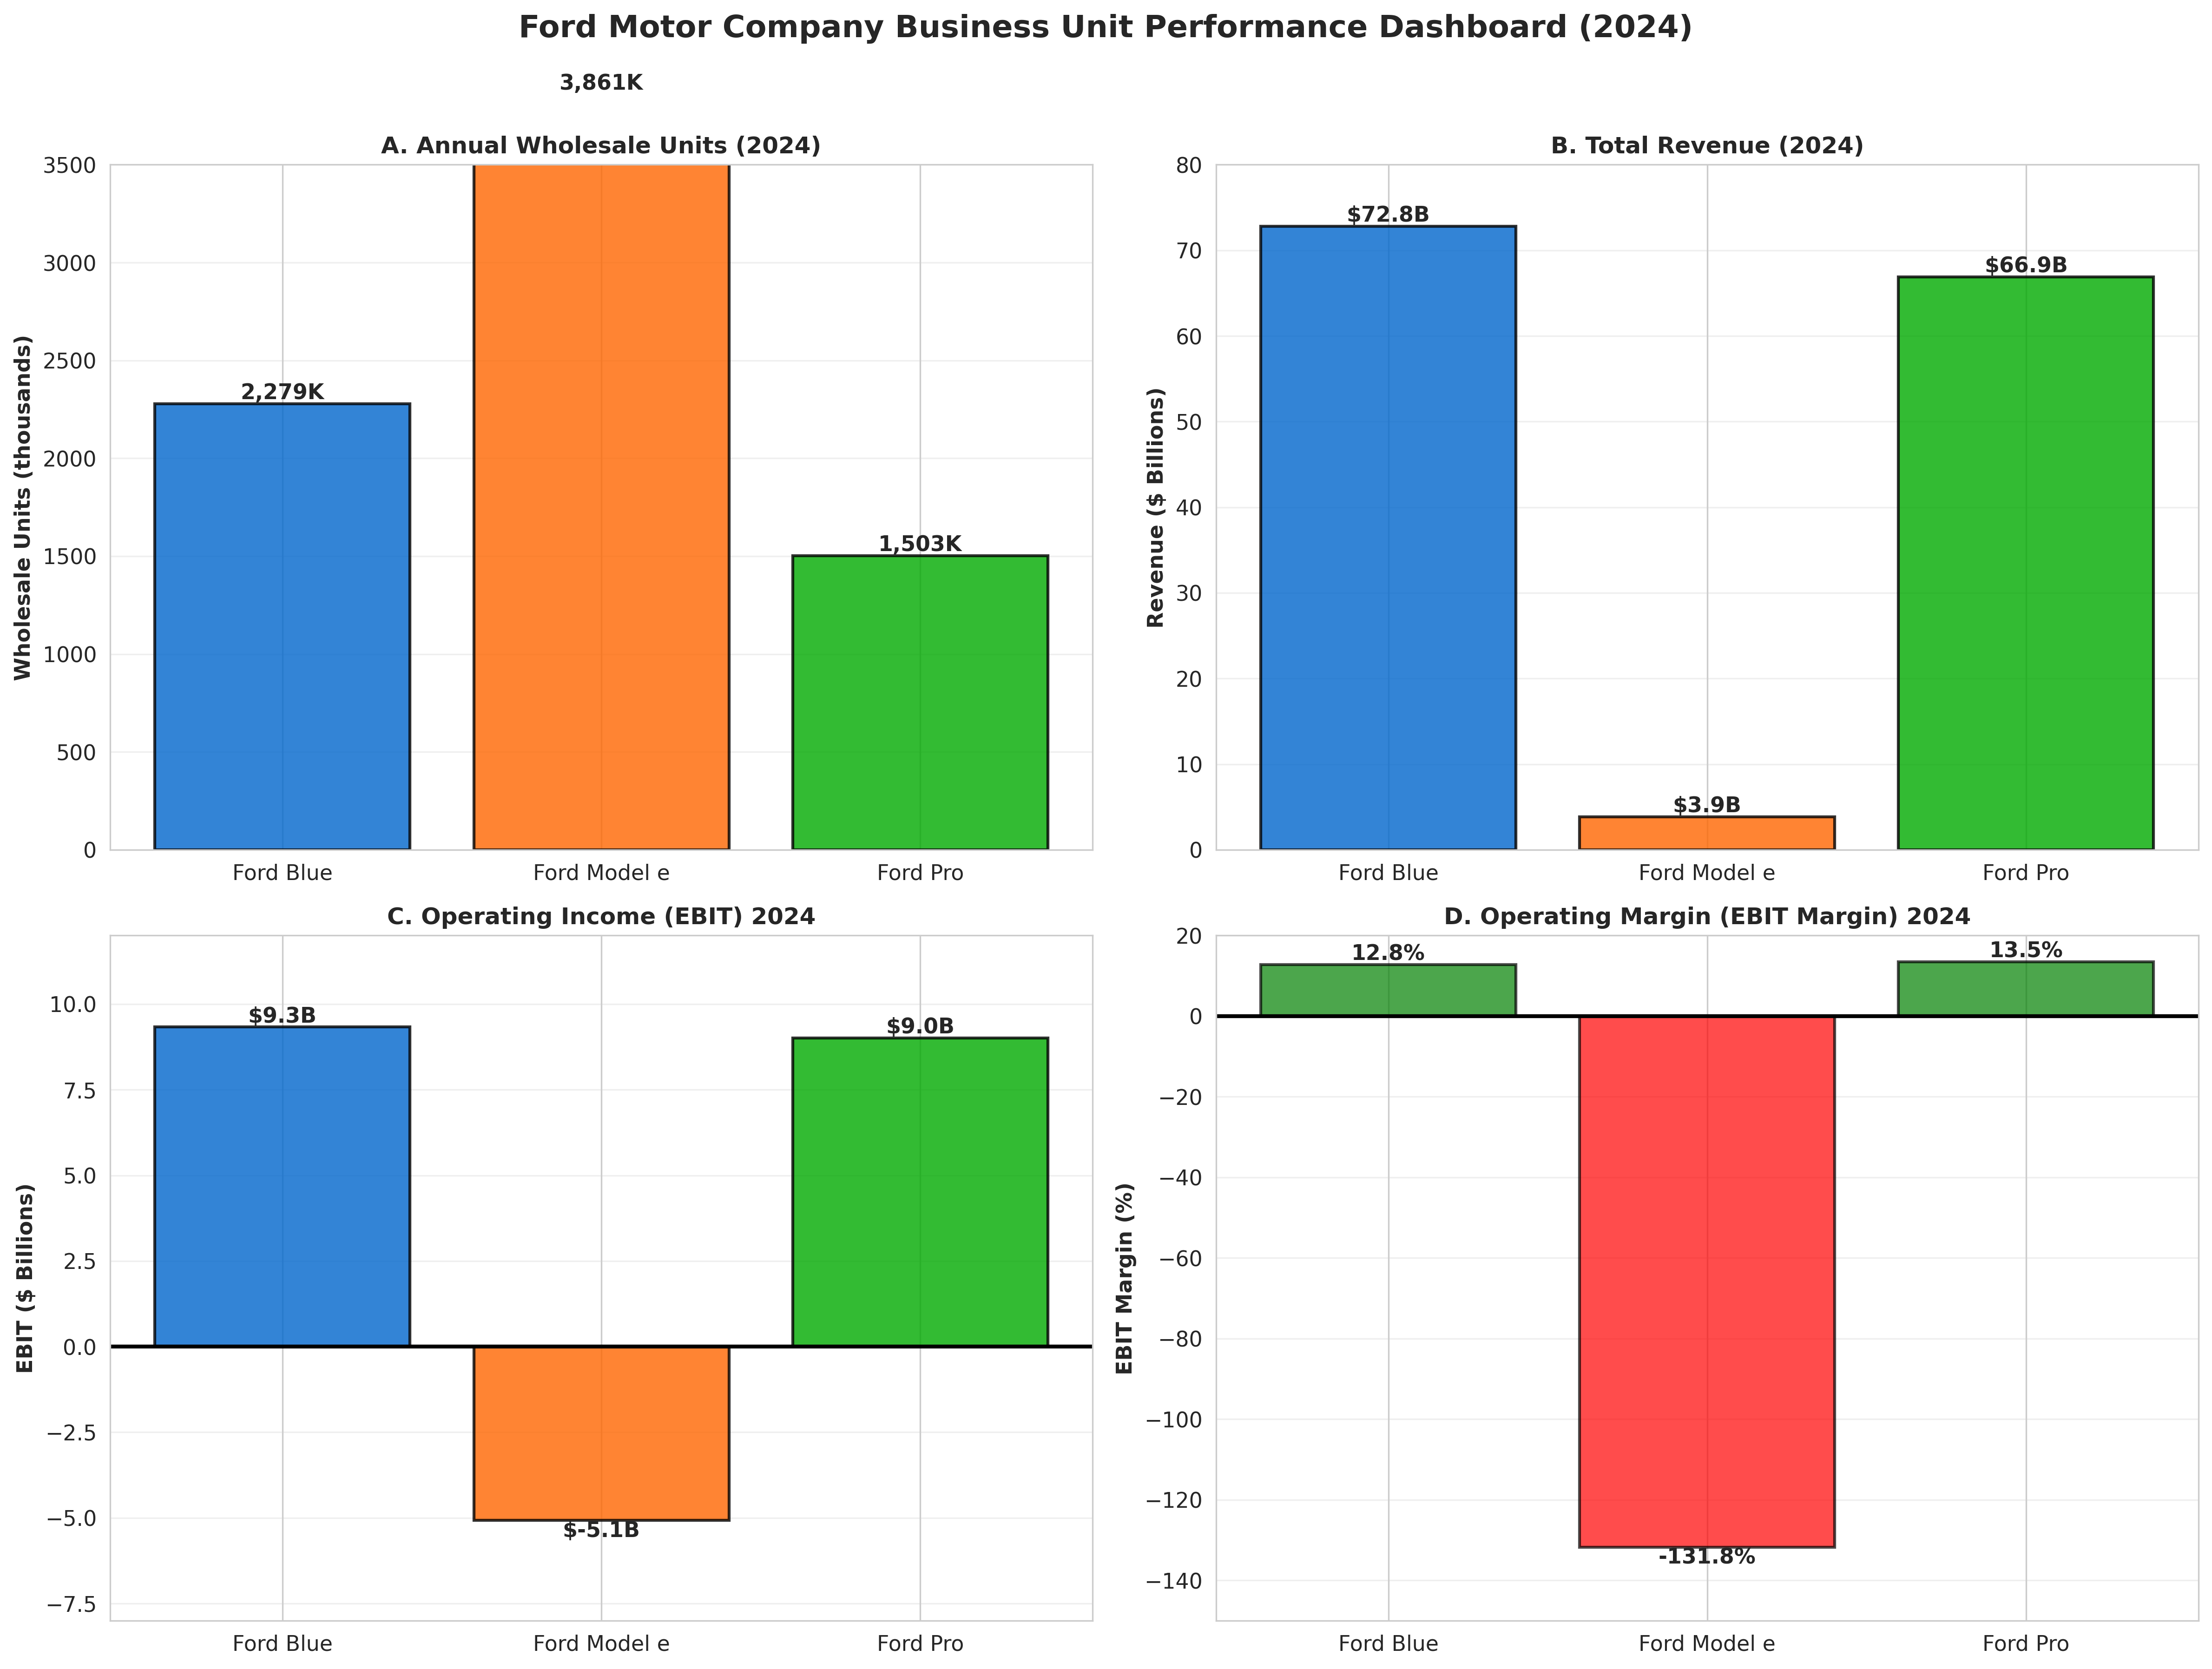 Ford Motor Company Business Unit Performance Dashboard (2024)
3,861K
A. Annual Wholesale Units (2024)
Wholesale Units (thousands)
3500
3000
2500
2000
1500
1000
500
0
2,279K
1,503K
Ford Blue
Ford Model e
Ford Pro
B. Total Revenue (2024)
Revenue ($ Billions)
80
70
60
50
40
30
20
10
0
$72.8B
$3.9B
$66.9B
Ford Blue
Ford Model e
Ford Pro
C. Operating Income (EBIT) 2024
EBIT ($ Billions)
10.0
7.5
5.0
2.5
0.0
−2.5
−5.0
−7.5
$9.3B
$-5.1B
$9.0B
Ford Blue
Ford Model e
Ford Pro
D. Operating Margin (EBIT Margin) 2024
EBIT Margin (%)
20
0
−20
−40
−60
−80
−100
−120
−140
12.8%
-131.8%
13.5%
Ford Blue
Ford Model e
Ford Pro